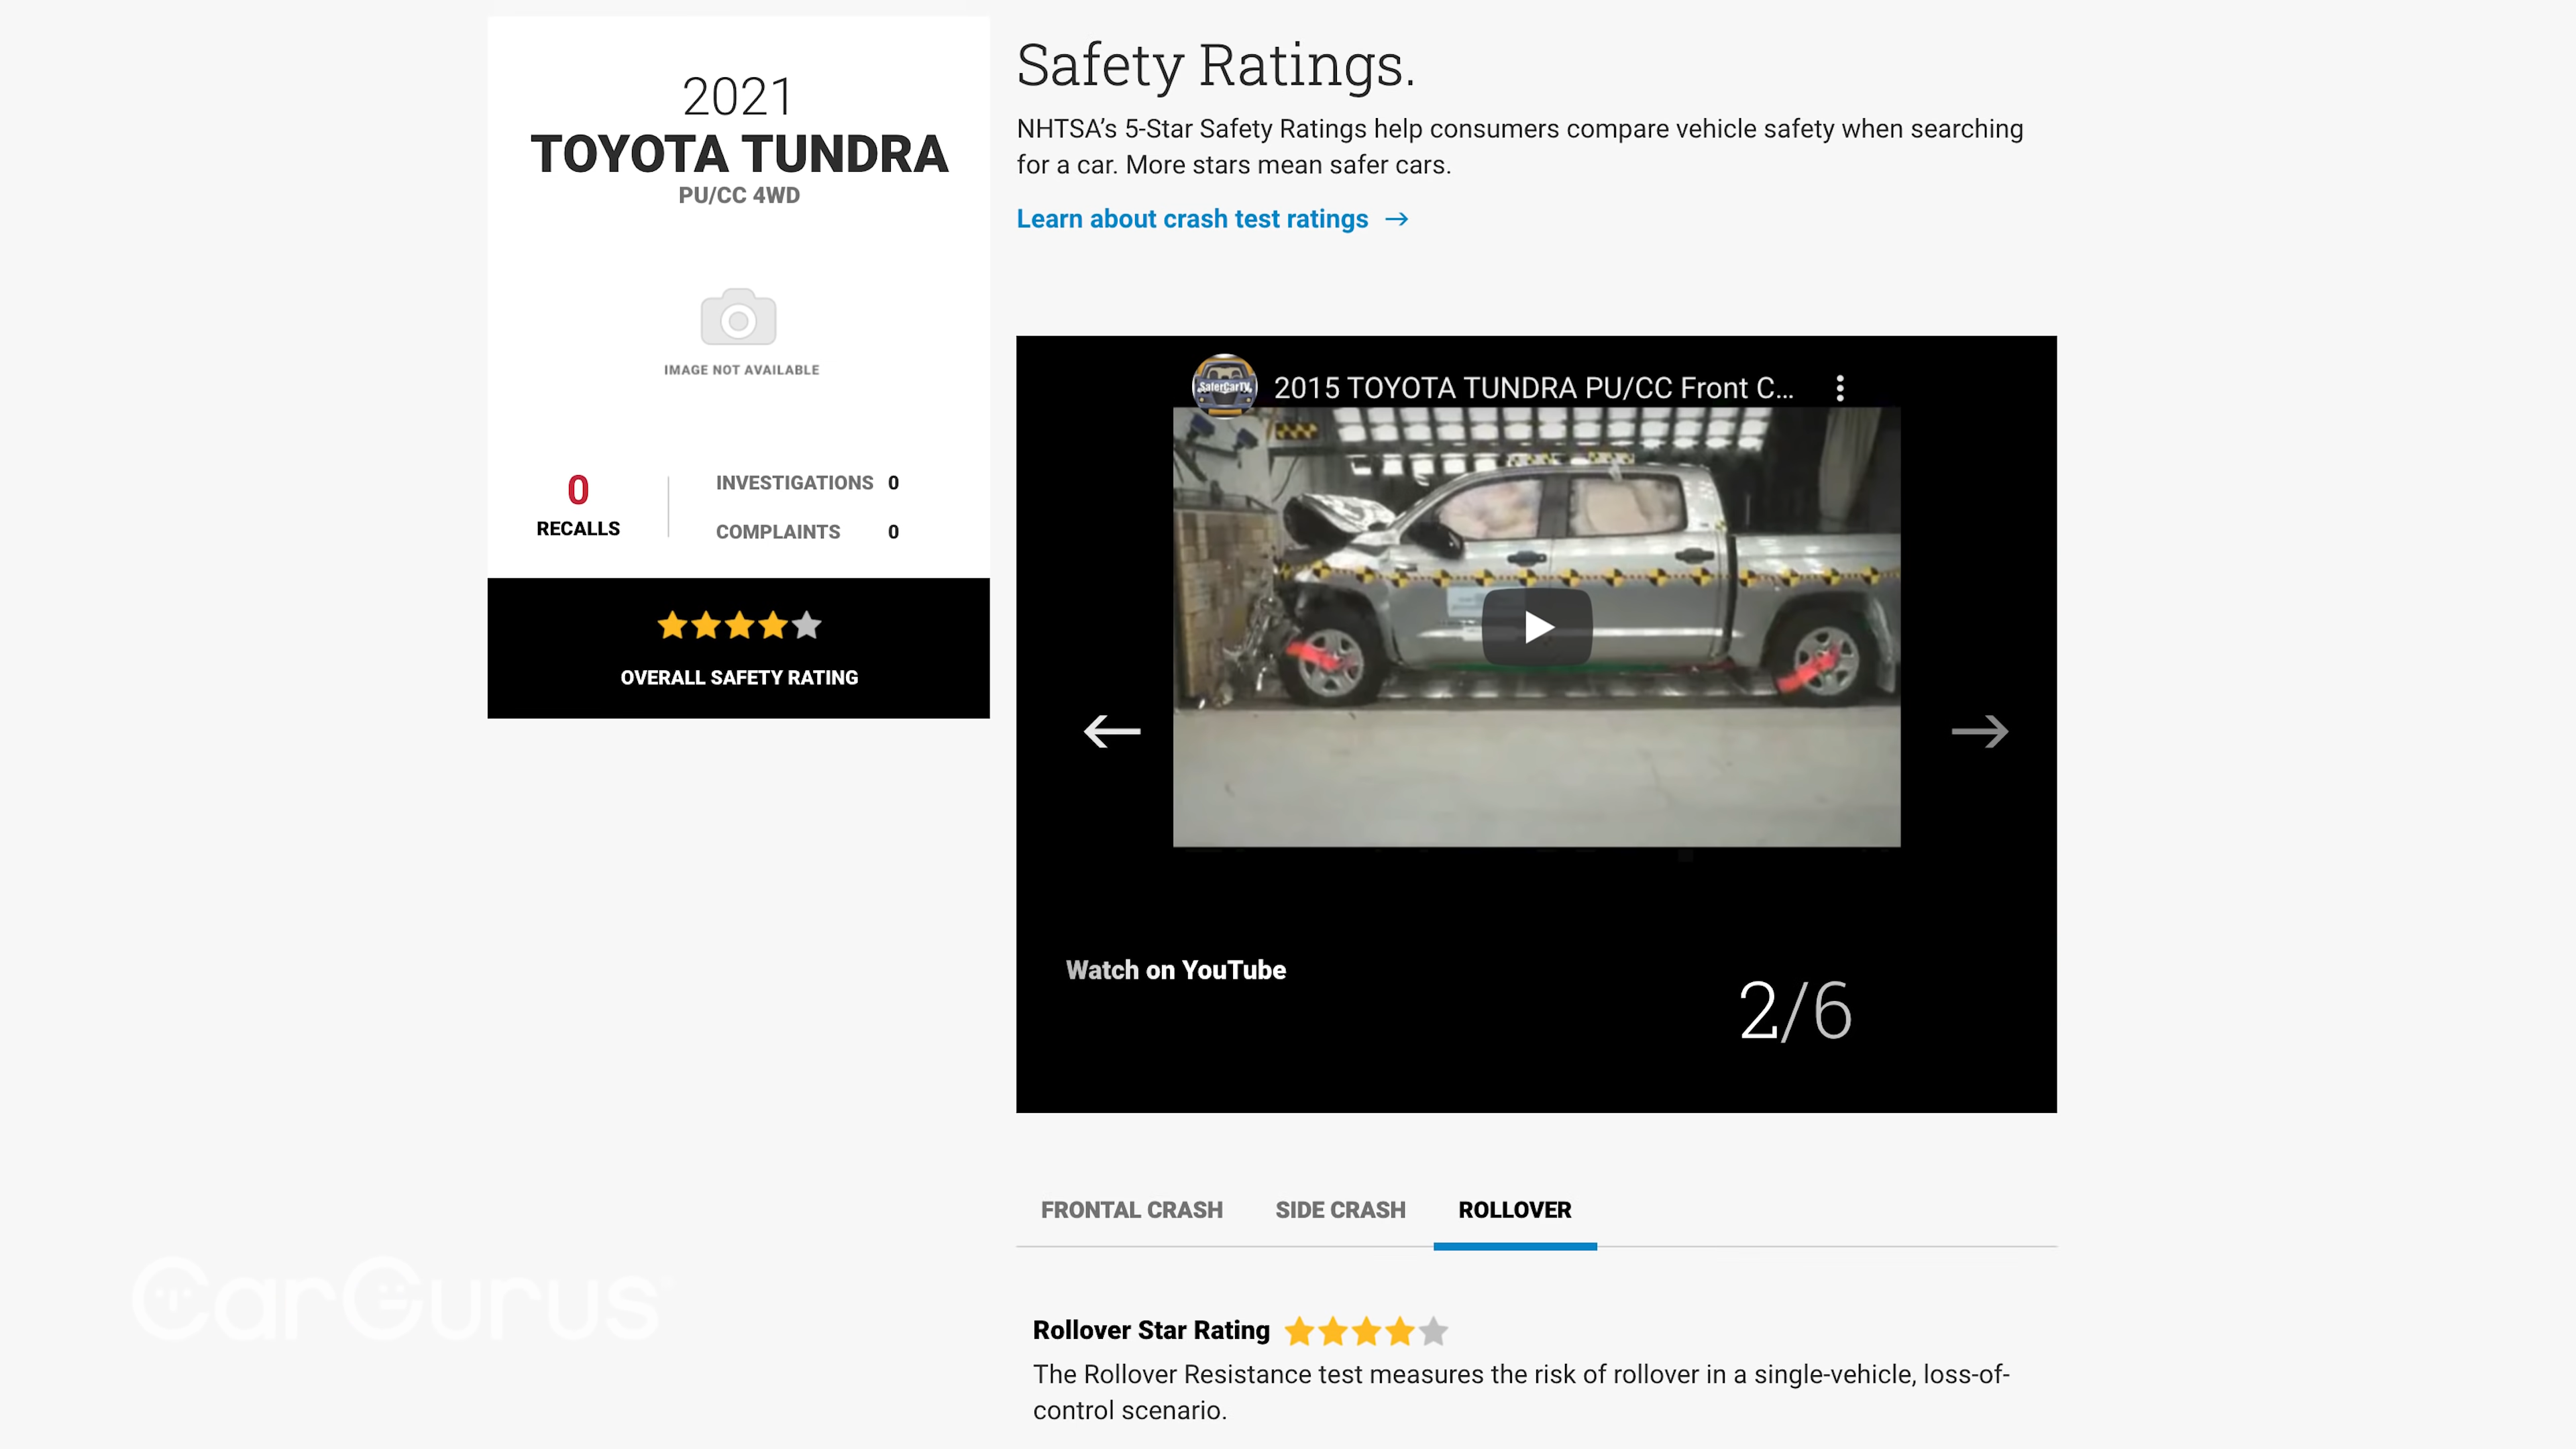 2021
TOYOTA TUNDRA
PU/CC 4WD
IMAGE NOT AVAILABLE
0
RECALLS
INVESTIGATIONS 0
COMPLAINTS 0
OVERALL SAFETY RATING
Safety Ratings.
NHTSA’s 5-Star Safety Ratings help consumers compare vehicle safety when searching
for a car. More stars mean safer cars.
Learn about crash test ratings →
SaferCarTV
2015 TOYOTA TUNDRA PU/CC Front C...
Watch on YouTube
2/6
FRONTAL CRASH SIDE CRASH ROLLOVER
Rollover Star Rating
The Rollover Resistance test measures the risk of rollover in a single-vehicle, loss-of-
control scenario.
CarGurus